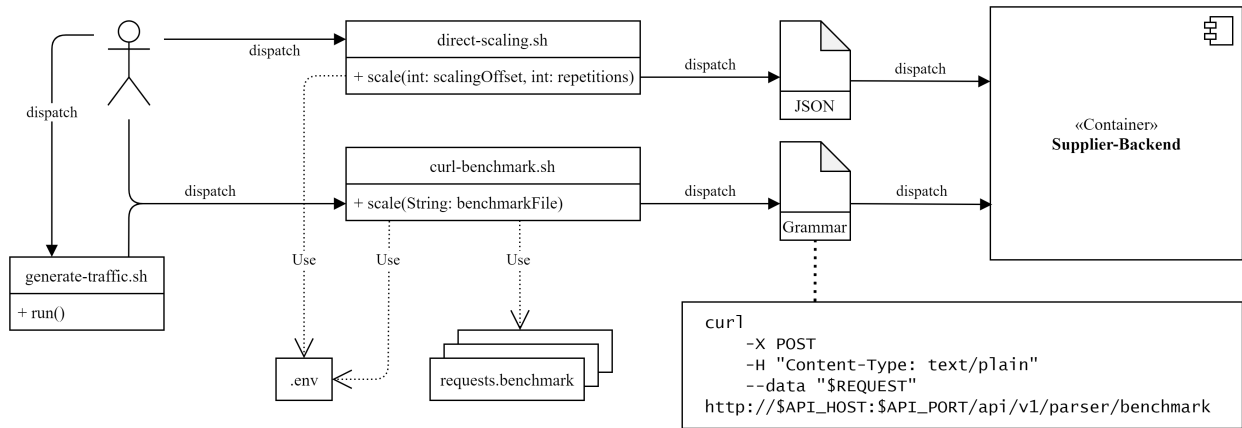 dispatch
direct-scaling.sh
+ scale(int: scalingOffset, int: repetitions)
dispatch
JSON
dispatch
«Container»
Supplier-Backend
dispatch
dispatch
curl-benchmark.sh
+ scale(String: benchmarkFile)
dispatch
Grammar
dispatch
generate-traffic.sh
+ run()
Use
Use
Use
.env
requests.benchmark
curl
-X POST
-H "Content-Type: text/plain"
--data "$REQUEST"
http://$API_HOST:$API_PORT/api/v1/parser/benchmark